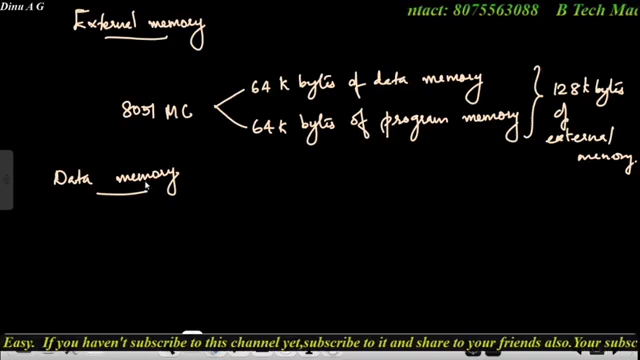 Dinu A G
ntact: 8075563088 B Tech Mad
External memory
8051 MC
64 k bytes of data memory
64 k bytes of program memory
128 k bytes
of
external
memory.
Data memory
Easy. If you haven't subscribe to this channel yet,subscribe to it and share to your friends also.Your subsc